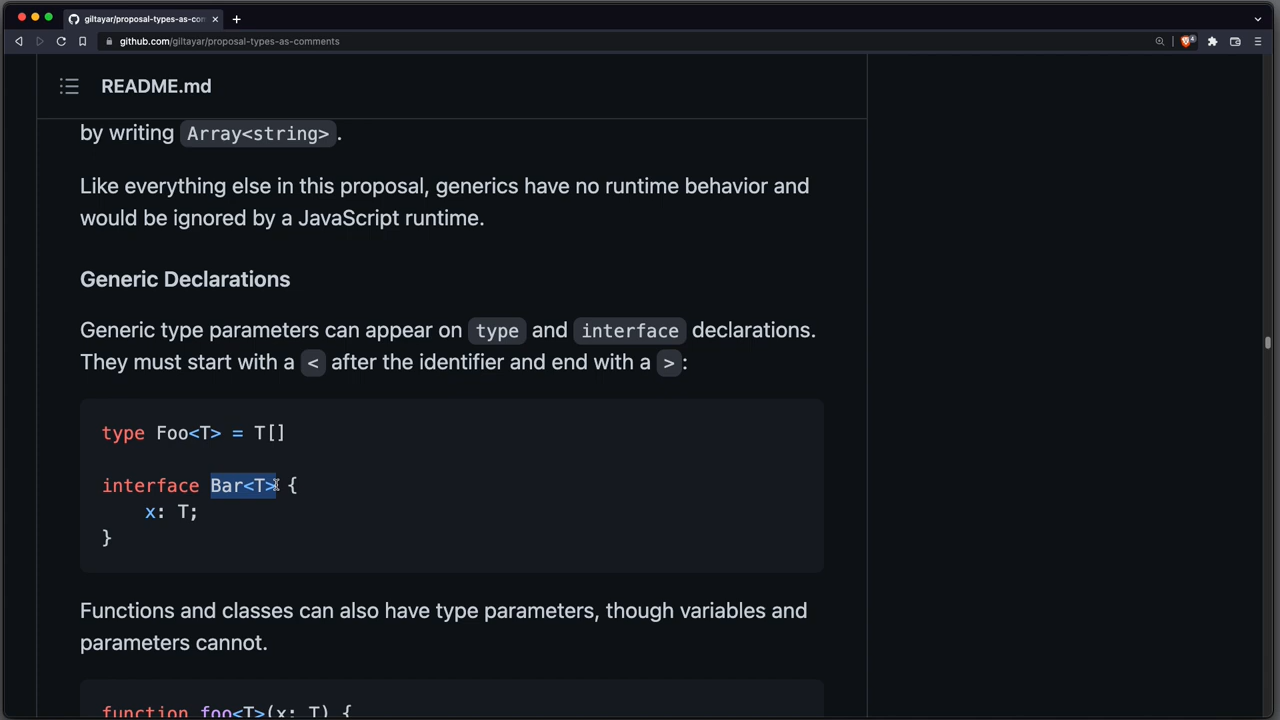 giltayar/proposal-types-as-com
github.com/giltayar/proposal-types-as-comments
README.md
by writing Array<string>.
Like everything else in this proposal, generics have no runtime behavior and
would be ignored by a JavaScript runtime.
Generic Declarations
Generic type parameters can appear on type and interface declarations.
They must start with a < after the identifier and end with a >:
type Foo<T> = T[]
interface Bar<T> {
x: T;
}
Functions and classes can also have type parameters, though variables and
parameters cannot.
function foo<T>(x: T) {